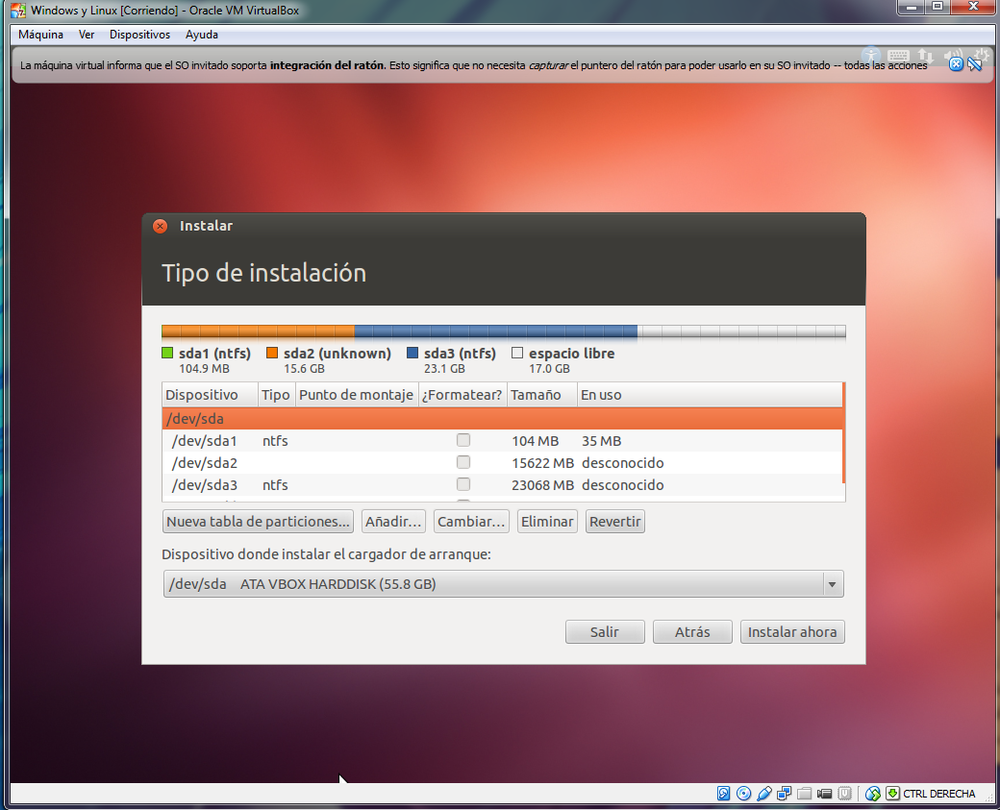 Windows y Linux [Corriendo] - Oracle VM VirtualBox
Máquina Ver Dispositivos Ayuda
La máquina virtual informa que el SO invitado soporta integración del ratón. Esto significa que no necesita capturar el puntero del ratón para poder usarlo en su SO invitado -- todas las acciones
Instalar
Tipo de instalación
sda1 (ntfs) sda2 (unknown) sda3 (ntfs) espacio libre
104.9 MB 15.6 GB 23.1 GB 17.0 GB
Dispositivo Tipo Punto de montaje ¿Formatear? Tamaño En uso
/dev/sda
/dev/sda1 ntfs 104 MB 35 MB
/dev/sda2 15622 MB desconocido
/dev/sda3 ntfs 23068 MB desconocido
Nueva tabla de particiones... Añadir... Cambiar... Eliminar Revertir
Dispositivo donde instalar el cargador de arranque:
/dev/sda ATA VBOX HARDDISK (55.8 GB)
Salir Atrás Instalar ahora
CTRL DERECHA